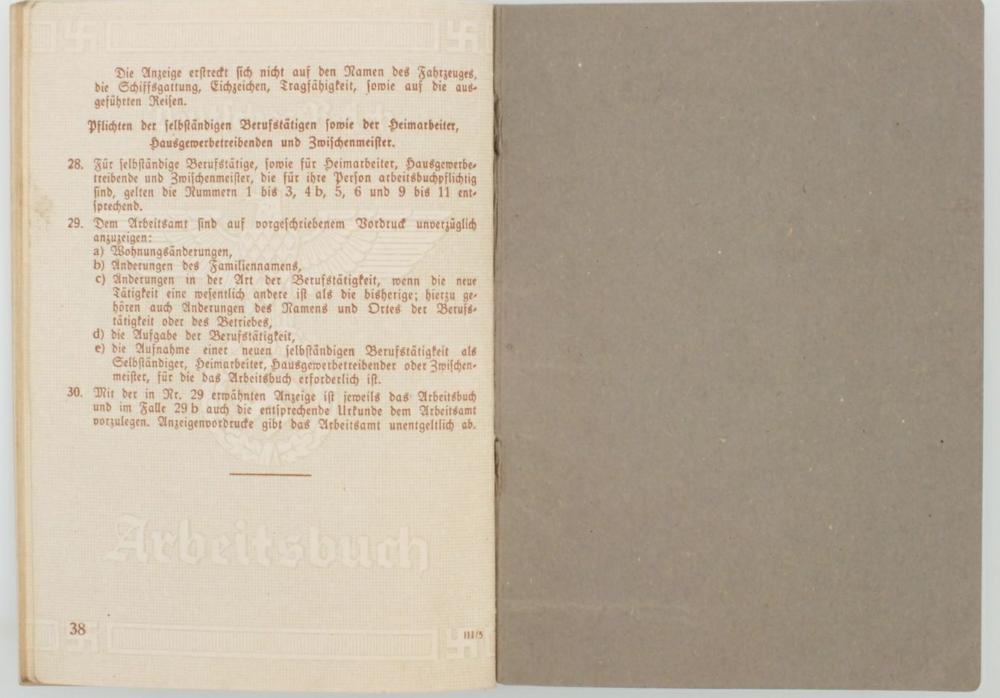 Die Anzeige erstreckt sich nicht auf den Namen des Fahrzeuges,
die Schiffsgattung, Eichzeichen, Tragfähigkeit, sowie auf die aus-
geführten Reisen.
Pflichten der selbständigen Berufstätigen sowie der Heimarbeiter,
Hausgewerbetreibenden und Zwischenmeister.
28. Für selbständige Berufstätige, sowie für Heimarbeiter, Hausgewerbe-
treibende und Zwischenmeister, die für ihre Person arbeitsbuchpflichtig
sind, gelten die Nummern 1 bis 3, 4 b, 5, 6 und 9 bis 11 ent-
sprechend.
29. Dem Arbeitsamt sind auf vorgeschriebenem Vordruck unverzüglich
anzuzeigen:
a) Wohnungsänderungen,
b) Änderungen des Familiennamens,
c) Änderungen in der Art der Berufstätigkeit, wenn die neue
Tätigkeit eine wesentlich andere ist als die bisherige; hierzu ge-
hören auch Änderungen des Namens und Ortes der Berufs-
tätigkeit oder des Betriebes,
d) die Aufgabe der Berufstätigkeit,
e) die Aufnahme einer neuen selbständigen Berufstätigkeit als
Selbständiger, Heimarbeiter, Hausgewerbetreibender oder Zwischen-
meister, für die das Arbeitsbuch erforderlich ist.
30. Mit der in Nr. 29 erwähnten Anzeige ist jeweils das Arbeitsbuch
und im Falle 29 b auch die entsprechende Urkunde dem Arbeitsamt
vorzulegen. Anzeigenvordrucke gibt das Arbeitsamt unentgeltlich ab.
Arbeitsbuch
38
III/5